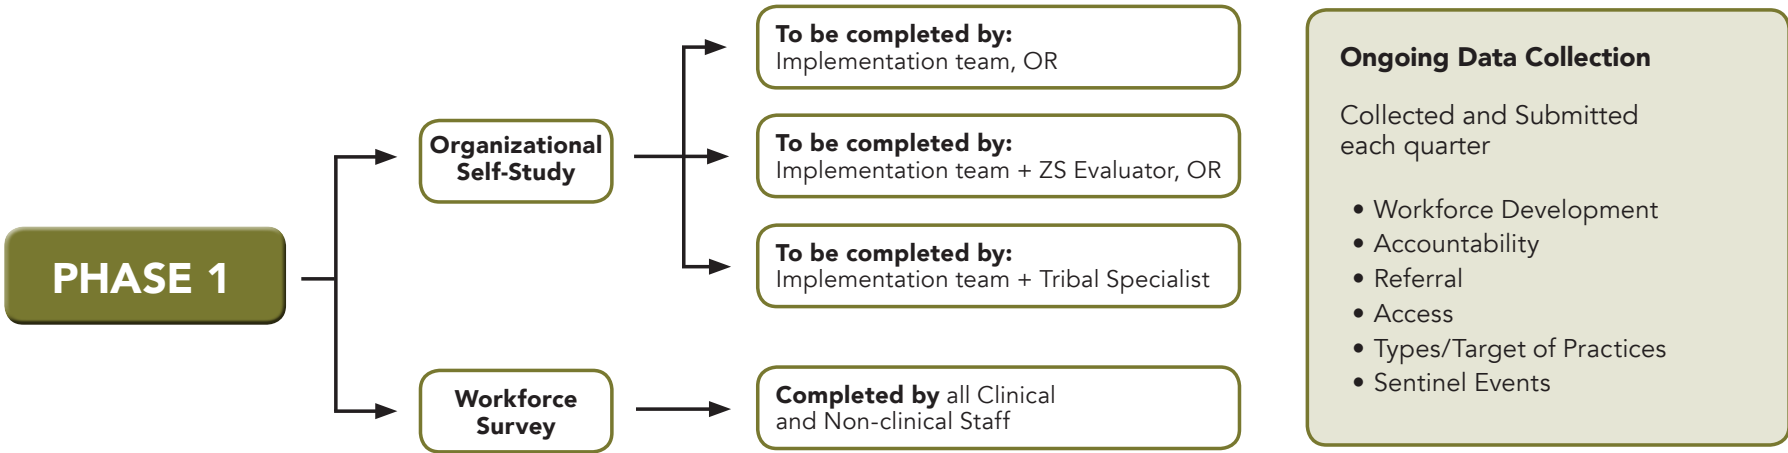 PHASE 1
Organizational
Self-Study
To be completed by:
Implementation team, OR
To be completed by:
Implementation team + ZS Evaluator, OR
To be completed by:
Implementation team + Tribal Specialist
Workforce
Survey
Completed by all Clinical
and Non-clinical Staff
Ongoing Data Collection
Collected and Submitted
each quarter
• Workforce Development
• Accountability
• Referral
• Access
• Types/Target of Practices
• Sentinel Events